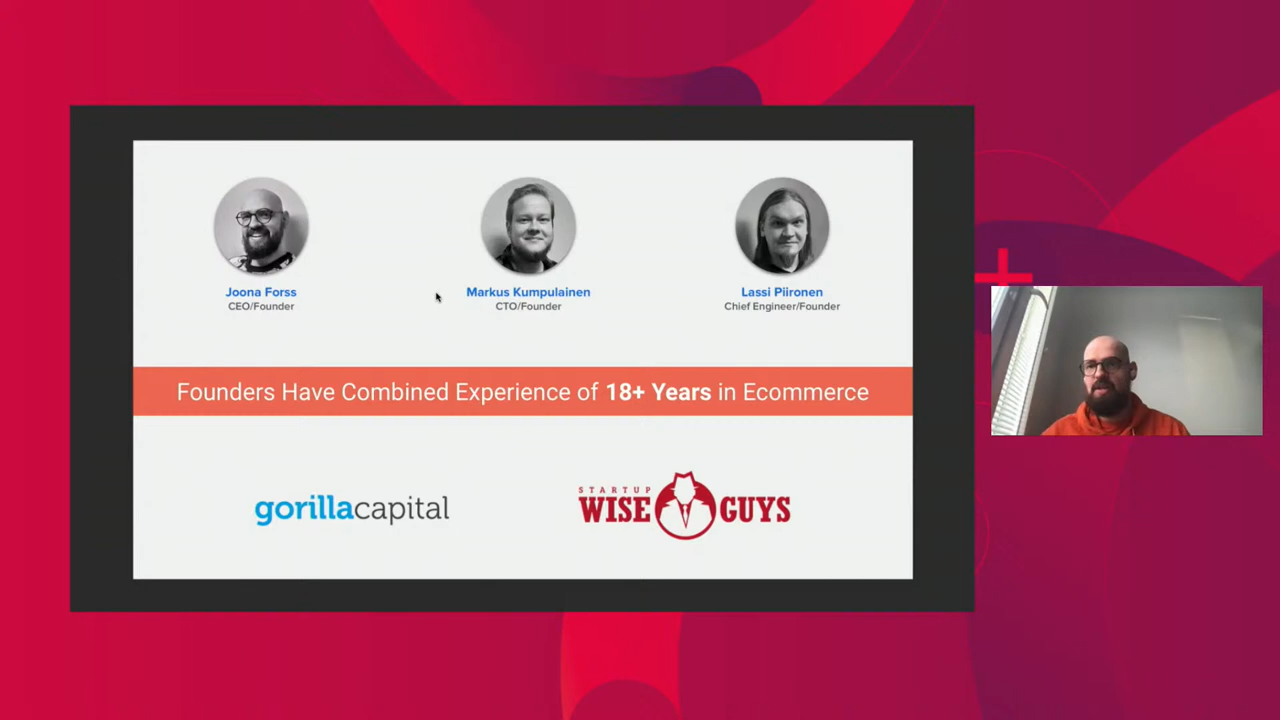 Joona Forss
CEO/Founder
Markus Kumpulainen
CTO/Founder
Lassi Piironen
Chief Engineer/Founder
Founders Have Combined Experience of 18+ Years in Ecommerce
gorillacapital
STARTUP
WISE GUYS